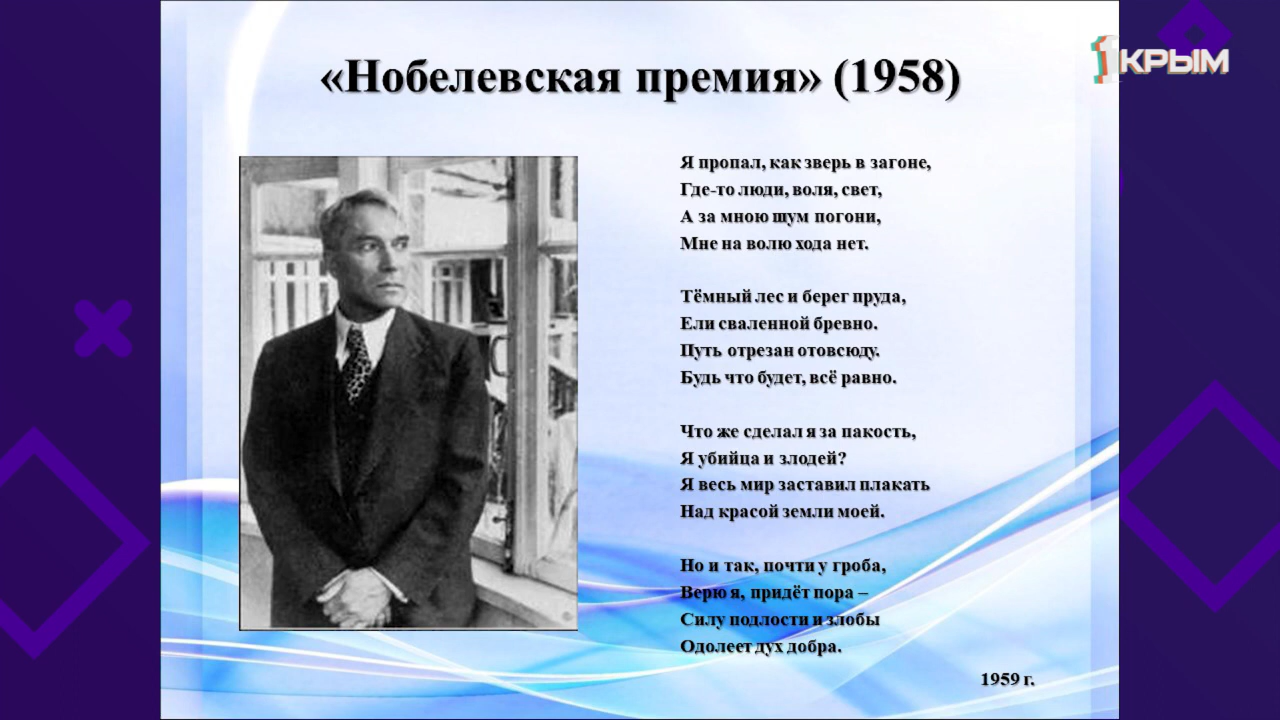 «Нобелевская премия» (1958)
1КРЫМ
Я пропал, как зверь в загоне,
Где-то люди, воля, свет,
А за мною шум погони,
Мне на волю хода нет.
Тёмный лес и берег пруда,
Ели сваленной бревно.
Путь отрезан отовсюду.
Будь что будет, всё равно.
Что же сделал я за пакость,
Я убийца и злодей?
Я весь мир заставил плакать
Над красой земли моей.
Но и так, почти у гроба,
Верю я, придёт пора –
Силу подлости и злобы
Одолеет дух добра.
1959 г.